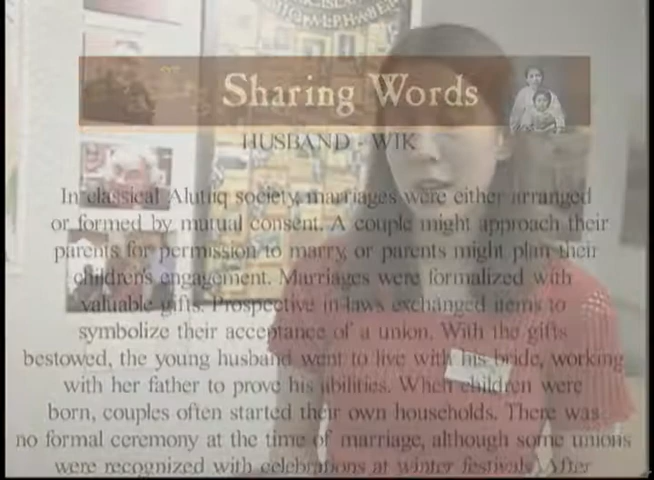 Sharing Words
HUSBAND - WIK
In classical Alutiiq society, marriages were either arranged
or formed by mutual consent. A couple might approach their
parents for permission to marry, or parents might plan their
children's engagement. Marriages were formalized with
valuable gifts. Prospective in-laws exchanged items to
symbolize their acceptance of a union. With the gifts
bestowed, the young husband went to live with his bride, working
with her father to prove his abilities. When children were
born, couples often started their own households. There was
no formal ceremony at the time of marriage, although some unions
were recognized with celebrations at winter festivals. After